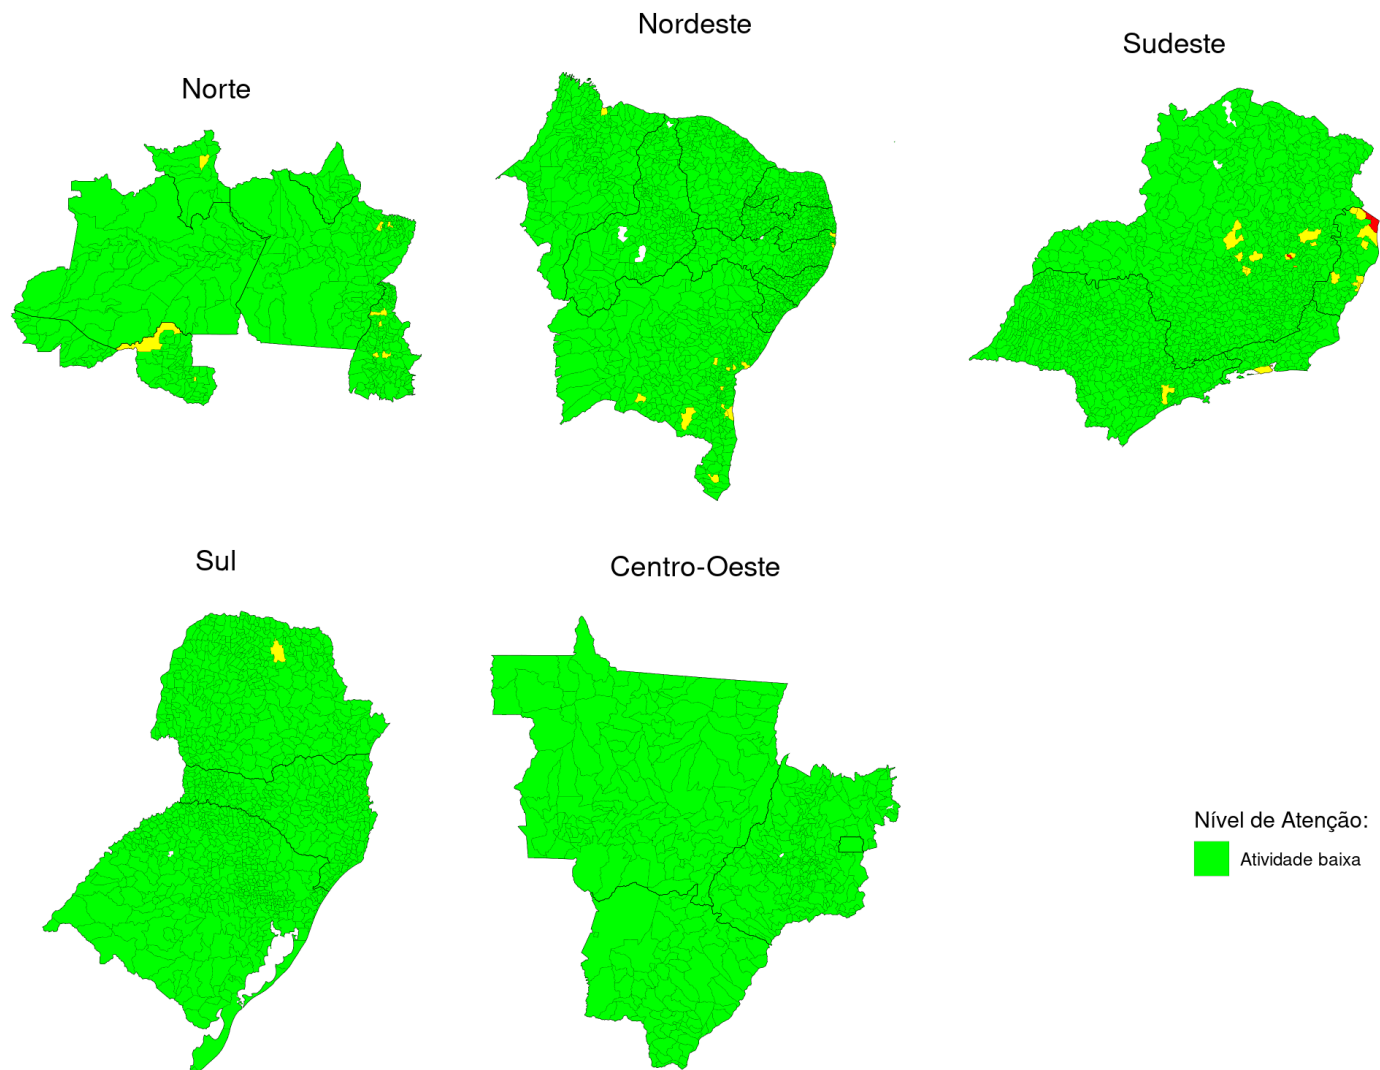 Nordeste
Sudeste
Norte
Sul
Centro-Oeste
Nível de Atenção:
Atividade baixa